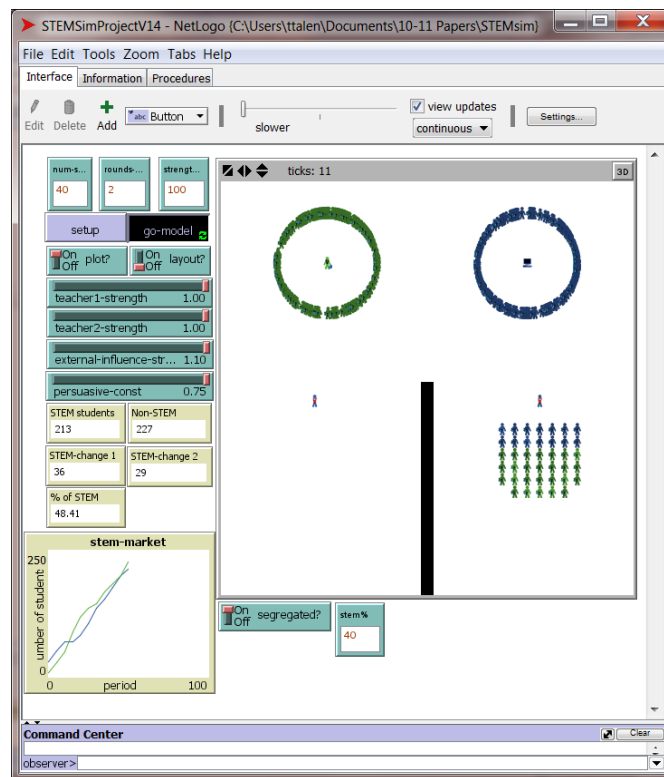 STEMSimProjectV14 - NetLogo {C:\Users\ttalen\Documents\10-11 Papers\STEMsim}
File Edit Tools Zoom Tabs Help
Interface Information Procedures
Edit Delete Add abc Button slower view updates continuous Settings...
num-s... rounds-... strengt...
40 2 100
ticks: 11 3D
setup go-model
On Off plot? On Off layout?
teacher1-strength 1.00
teacher2-strength 1.00
external-influence-str... 1.10
persuasive-const 0.75
STEM students Non-STEM
213 227
STEM-change 1 STEM-change 2
36 29
% of STEM
48.41
stem-market
250
umber of student
0
0 period 100
On Off segregated?
stem%
40
Command Center Clear
observer>